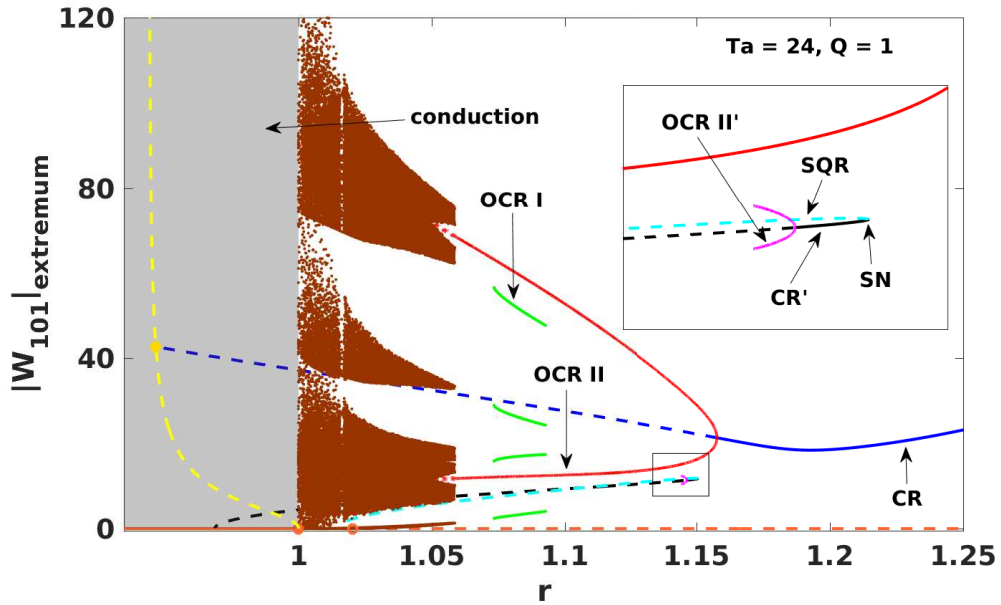 120
80
40
0
|W101|extremum
Ta = 24, Q = 1
conduction
OCR I
OCR II
OCR II'
SQR
CR'
SN
CR
1
1.05
1.1
1.15
1.2
1.25
r